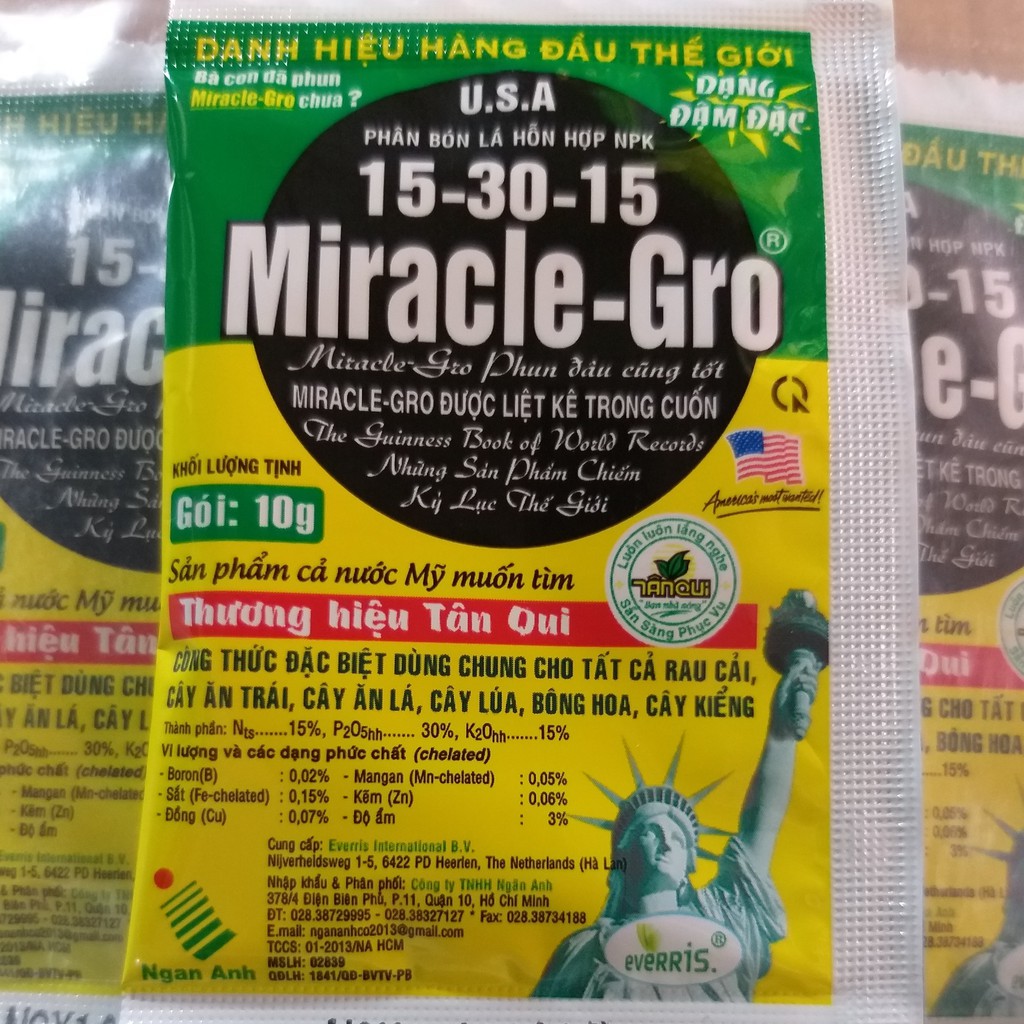 DANH HIỆU HÀNG ĐẦU THẾ GIỚI
Bà con đã phun
Miracle-Gro chưa ?
DẠNG
ĐẬM ĐẶC
U.S.A
PHÂN BÓN LÁ HỖN HỢP NPK
15-30-15
Miracle-Gro®
Miracle-Gro Phun đâu cũng tốt
MIRACLE-GRO ĐƯỢC LIỆT KÊ TRONG CUỐN
The Guinness Book of World Records
Những Sản Phẩm Chiếm
Kỷ Lục Thế Giới
America's most wanted!
KHỐI LƯỢNG TỊNH
Gói: 10g
Luôn luôn lắng nghe
TÂN QUI
"Bạn nhà nông"
Sẵn Sàng Phục Vụ
Sản phẩm cả nước Mỹ muốn tìm
Thương hiệu Tân Qui
CÔNG THỨC ĐẶC BIỆT DÙNG CHUNG CHO TẤT CẢ RAU CẢI,
CÂY ĂN TRÁI, CÂY ĂN LÁ, CÂY LÚA, BÔNG HOA, CÂY KIỂNG
Thành phần: Nts.......15%, P2O5hh....... 30%, K2Ohh.......15%
Vi lượng và các dạng phức chất (chelated)
- Boron(B) : 0,02% - Mangan (Mn-chelated) : 0,05%
- Sắt (Fe-chelated) : 0,15% - Kẽm (Zn) : 0,06%
- Đồng (Cu) : 0,07% - Độ ẩm : 3%
Cung cấp: Everris International B.V.
Nijverheidsweg 1-5, 6422 PD Heerlen, The Netherlands (Hà Lan)
Nhập khẩu & Phân phối: Công ty TNHH Ngân Anh
378/4 Điện Biên Phủ, P.11, Quận 10, Hồ Chí Minh
ĐT: 028.38729995 - 028.38327127 * Fax: 028.38734188
E.mail: ngananhco2013@gmail.com
TCCS: 01-2013/NA HCM
MSLH: 02839
QĐLH: 1841/QĐ-BVTV-PB
Ngan Anh
everris.®